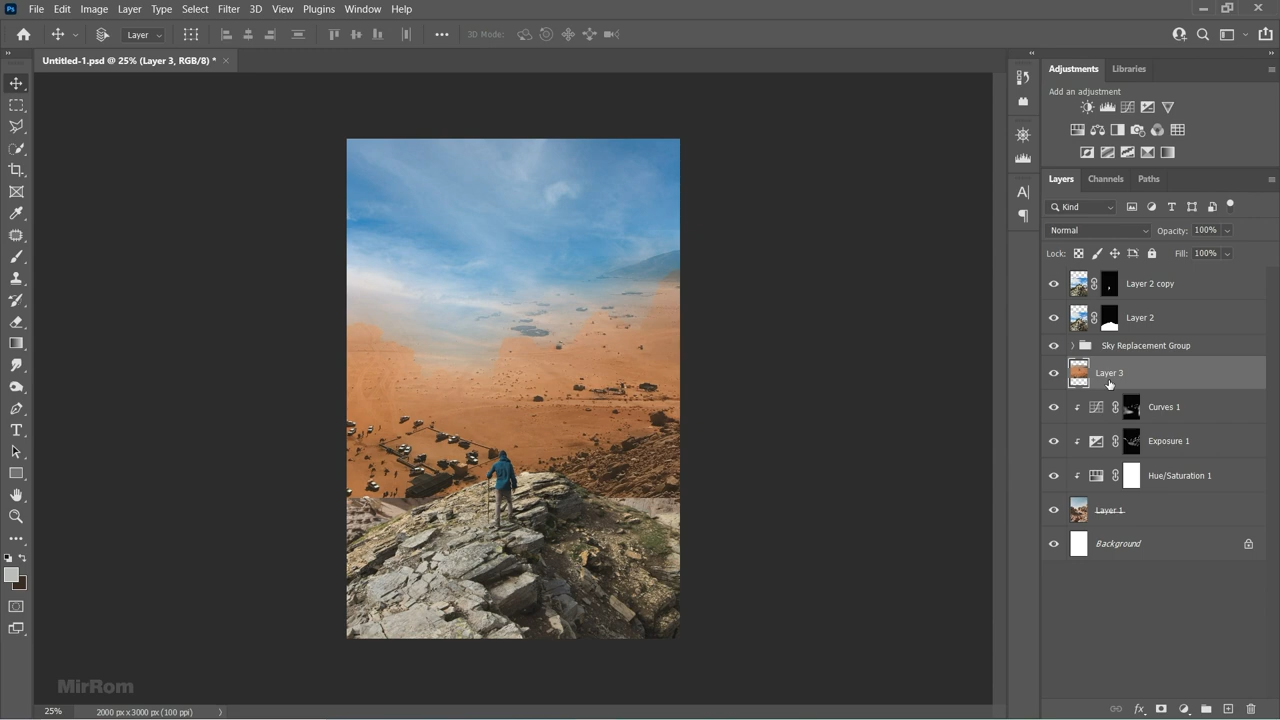 Ps File Edit Image Layer Type Select Filter 3D View Plugins Window Help
Layer 3D Mode:
Untitled-1.psd @ 25% (Layer 3, RGB/8) *
Adjustments Libraries
Add an adjustment
Layers Channels Paths
Kind
Normal Opacity: 100%
Lock: Fill: 100%
Layer 2 copy
Layer 2
Sky Replacement Group
Layer 3
Curves 1
Exposure 1
Hue/Saturation 1
Layer 1
Background
MirRom
25% 2000 px x 3000 px (100 ppi)